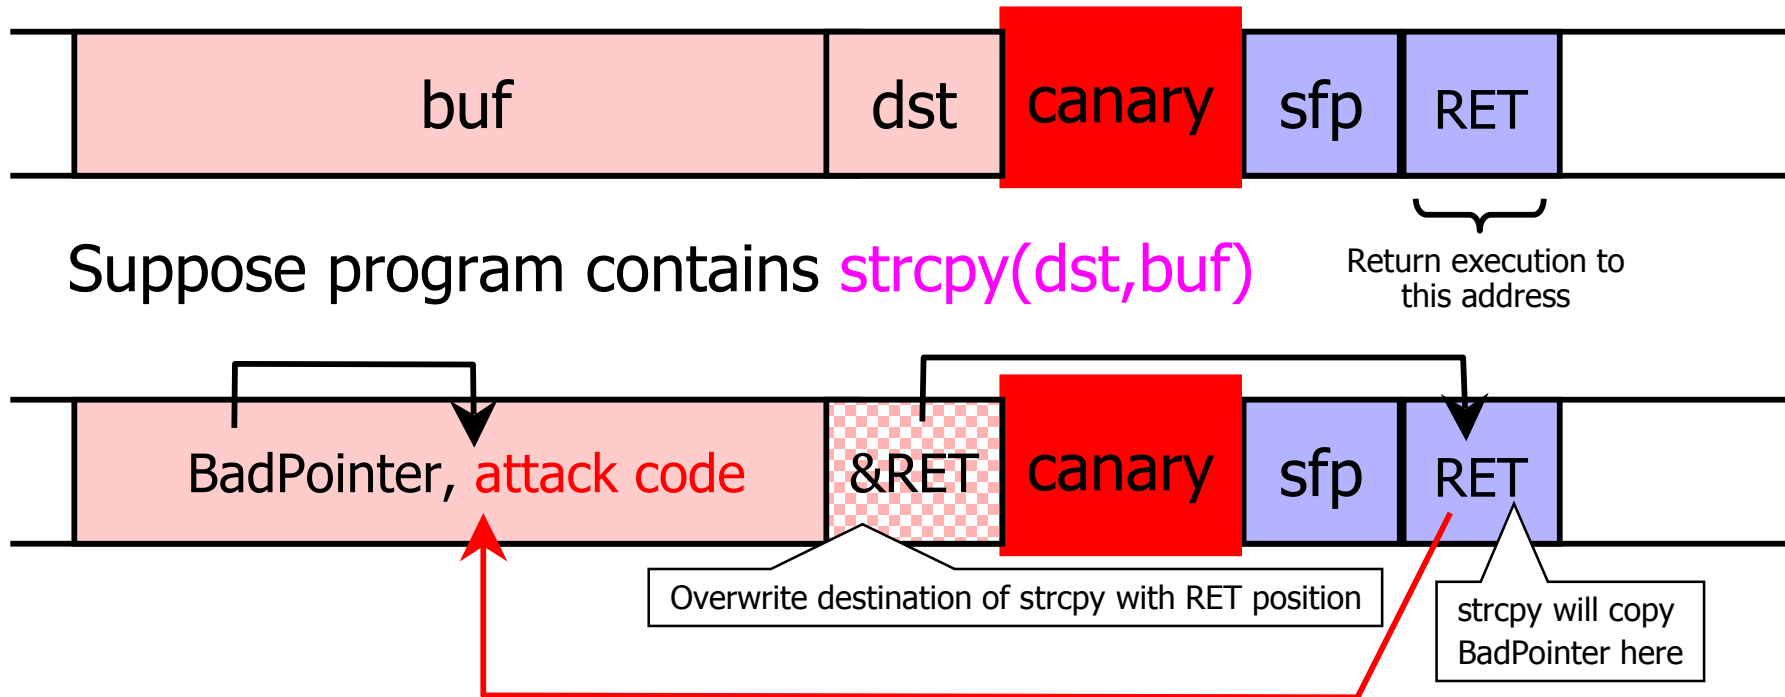 buf
dst
canary
sfp
RET
Suppose program contains strcpy(dst,buf)
Return execution to
this address
BadPointer, attack code
&RET
canary
sfp
RET
Overwrite destination of strcpy with RET position
strcpy will copy
BadPointer here